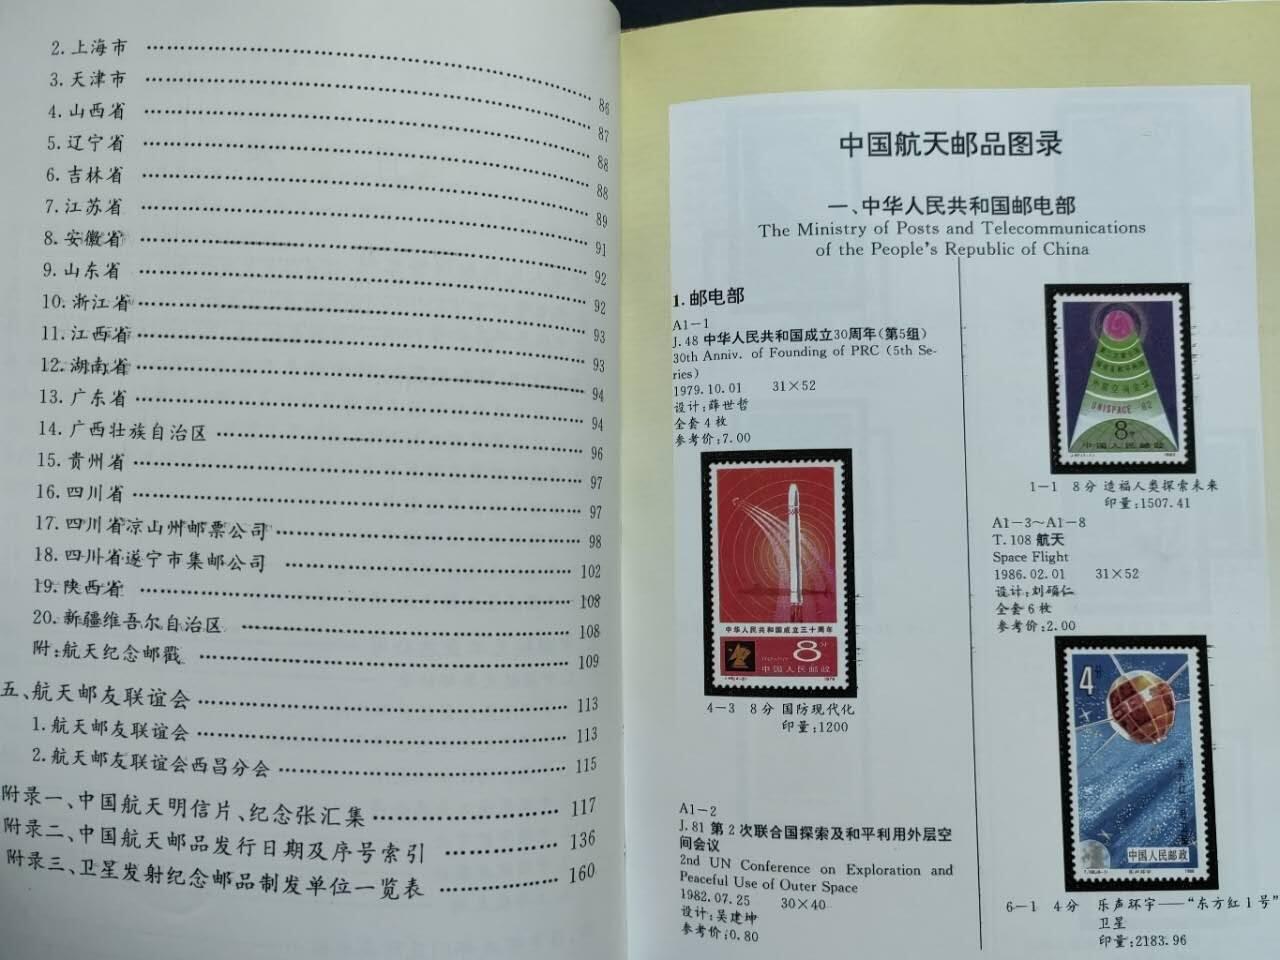 2.上海市 …… 86
3.天津市 …… 87
4.山西省 …… 88
5.辽宁省 …… 88
6.吉林省 …… 89
7.江苏省 …… 91
8.安徽省 …… 92
9.山东省 …… 92
10.浙江省 …… 93
11.江西省 …… 93
12.湖南省 …… 94
13.广东省 …… 94
14.广西壮族自治区 …… 96
15.贵州省 …… 97
16.四川省 …… 97
17.四川省凉山州邮票公司 …… 98
18.四川省遂宁市集邮公司 …… 102
19.陕西省 …… 108
20.新疆维吾尔自治区 …… 108
附:航天纪念邮戳 …… 109
五、航天邮友联谊会 …… 113
1.航天邮友联谊会 …… 113
2.航天邮友联谊会西昌分会 …… 115
附录一、中国航天明信片、纪念张汇集 …… 117
附录二、中国航天邮品发行日期及序号索引 …… 136
附录三、卫星发射纪念邮品制发单位一览表 …… 160
中国航天邮品图录
一、中华人民共和国邮电部
The Ministry of Posts and Telecommunications
of the People's Republic of China
1.邮电部
A1-1
J.48 中华人民共和国成立30周年(第5组)
30th Anniv. of Founding of PRC (5th Se-
ries)
1979.10.01 31×52
设计:薛世哲
全套4枚
参考价:7.00
中华人民共和国成立三十周年
8分
中国人民邮政
1979
4-3 8分 国防现代化
印量:1200
A1-2
J.81 第2次联合国探索及和平利用外层空
间会议
2nd UN Conference on Exploration and
Peaceful Use of Outer Space
1982.07.25 30×40
设计:吴建坤
参考价:0.80
UNISPACE-82
8分
中国人民邮政
1-1 8分 造福人类探索未来
印量:1507.41
A1-3~A1-8
T.108 航天
Space Flight
1986.02.01 31×52
设计:刘硕仁
全套6枚
参考价:2.00
4分
中国人民邮政
6-1 4分 乐声环宇——“东方红1号”
卫星
印量:2183.96